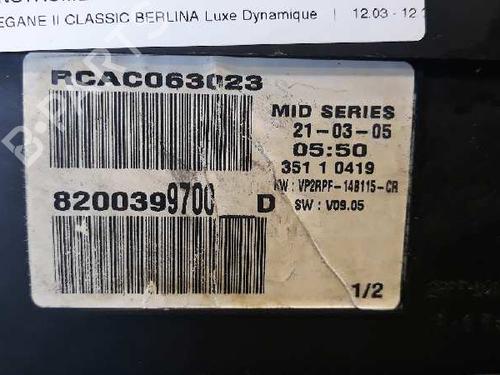 EGANE II CLASSIC BERLINA Luxe Dynamique | 12.03 - 12.1
RCAC063023
MID SERIES
21-03-05
05:50
351 1 0419
HW : VP2RPF-14B115-CR
SW : V09.05
8200399700 D
1/2